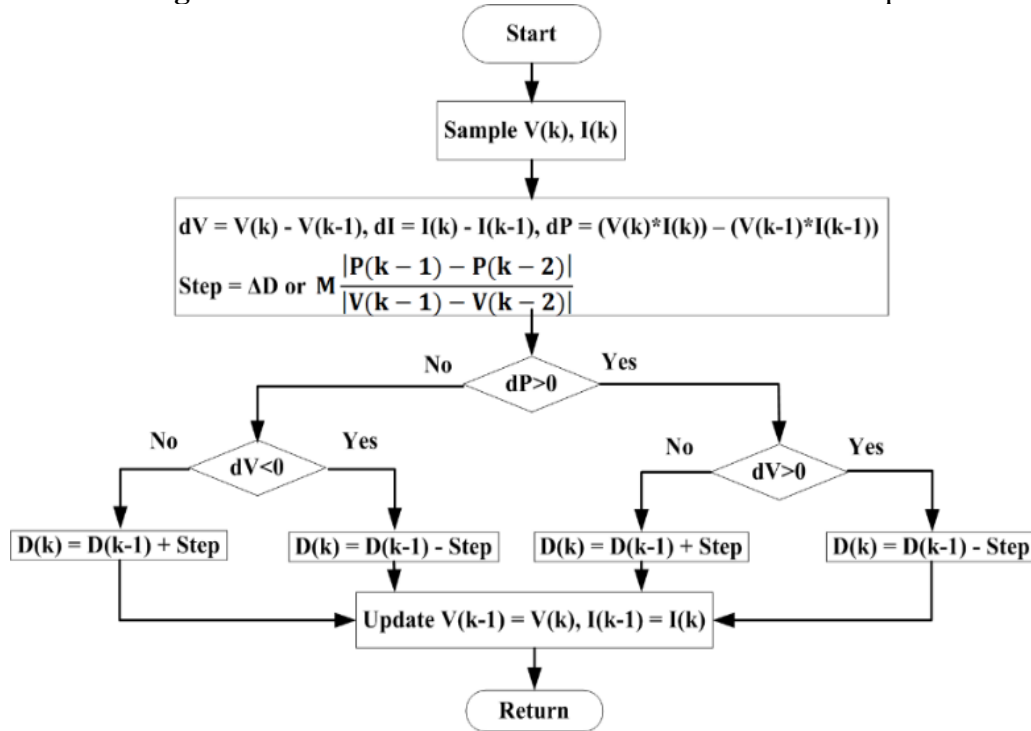 Start
Sample V(k), I(k)
dV = V(k) - V(k-1), dI = I(k) - I(k-1), dP = (V(k)*I(k)) – (V(k-1)*I(k-1))
Step = ΔD or M |P(k − 1) − P(k − 2)| / |V(k − 1) − V(k − 2)|
No
Yes
dP>0
No
Yes
No
Yes
dV<0
dV>0
D(k) = D(k-1) + Step
D(k) = D(k-1) - Step
D(k) = D(k-1) + Step
D(k) = D(k-1) - Step
Update V(k-1) = V(k), I(k-1) = I(k)
Return